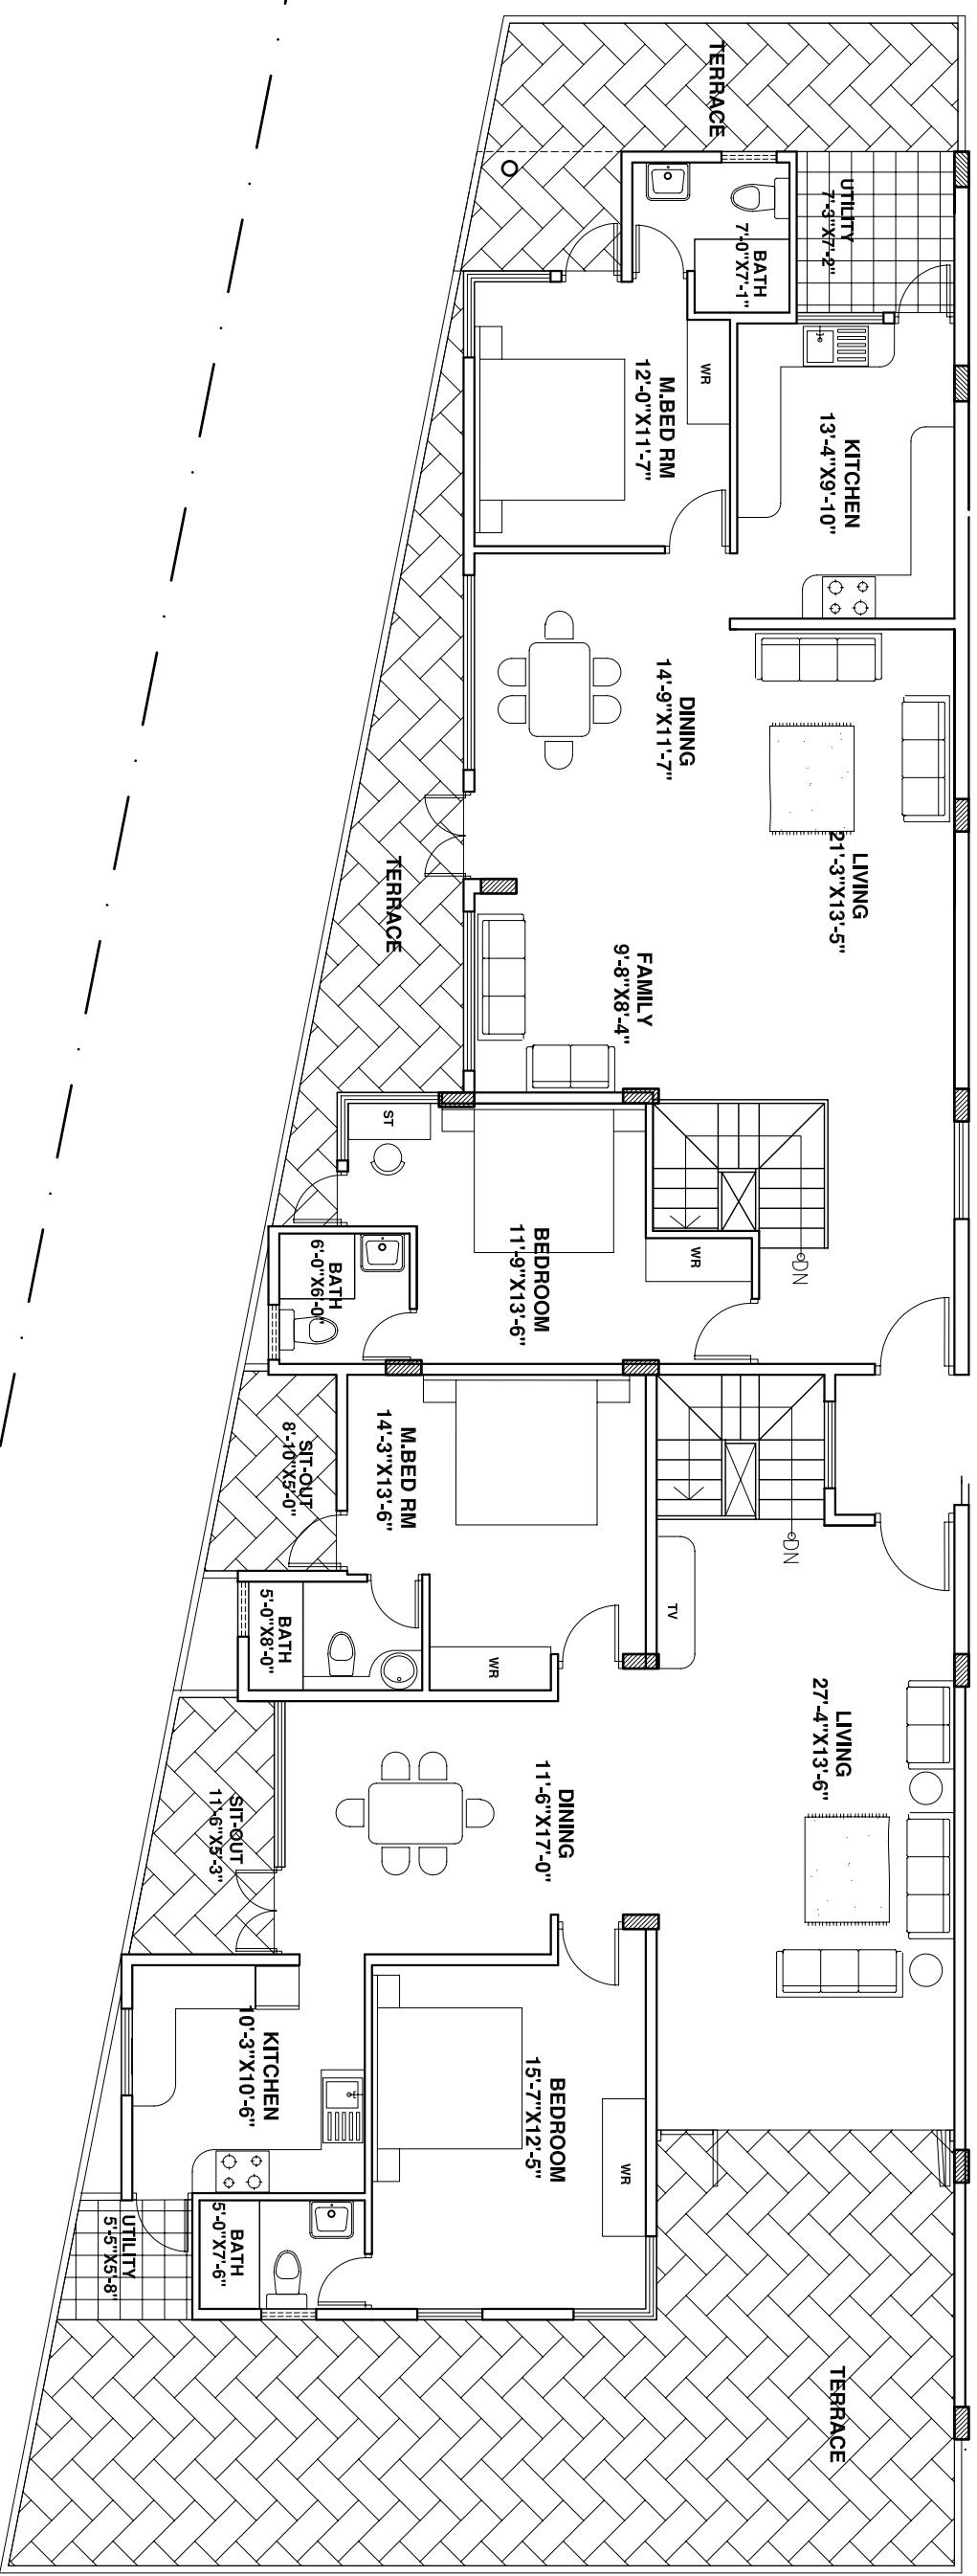 TERRACE
UTILITY
7'-3"X7'-2"
BATH
7'-0"X7'-1"
WR
M.BED RM
12'-0"X11'-7"
KITCHEN
13'-4"X9'-10"
DINING
14'-9"X11'-7"
LIVING
21'-3"X13'-5"
TERRACE
FAMILY
9'-8"X8'-4"
ST
BEDROOM
11'-9"X13'-6"
WR
DN
BATH
6'-0"X6'-0"
SIT-OUT
8'-10"X5'-0"
M.BED RM
14'-3"X13'-6"
DN
TV
BATH
5'-0"X8'-0"
WR
LIVING
27'-4"X13'-6"
DINING
11'-6"X17'-0"
SIT-OUT
11'-6"X5'-3"
KITCHEN
10'-3"X10'-6"
BEDROOM
15'-7"X12'-5"
WR
UTILITY
5'-5"X5'-8"
BATH
5'-0"X7'-6"
TERRACE